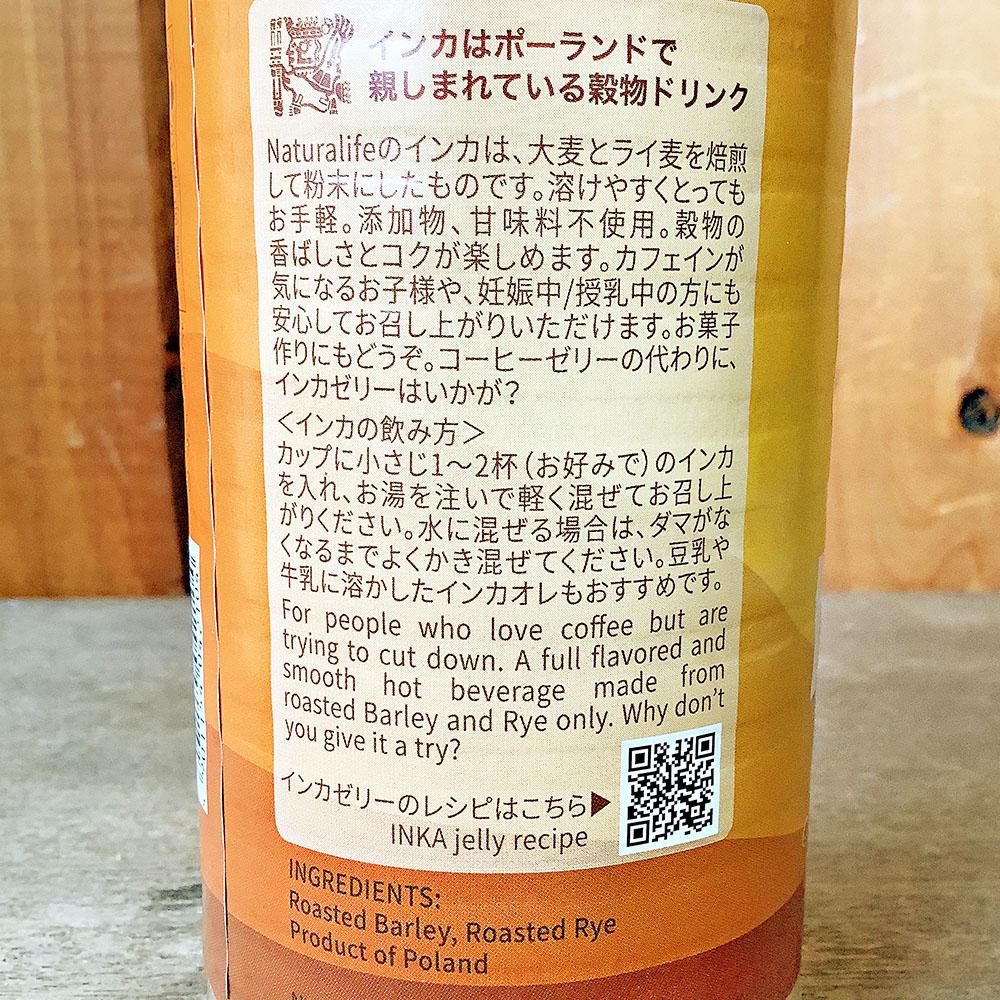 インカはポーランドで
親しまれている穀物ドリンク
Naturalifeのインカは、大麦とライ麦を焙煎
して粉末にしたものです。溶けやすくとっても
お手軽。添加物、甘味料不使用。穀物の
香ばしさとコクが楽しめます。カフェインが
気になるお子様や、妊娠中/授乳中の方にも
安心してお召し上がりいただけます。お菓子
作りにもどうぞ。コーヒーゼリーの代わりに、
インカゼリーはいかが？
＜インカの飲み方＞
カップに小さじ1〜2杯（お好みで）のインカ
を入れ、お湯を注いで軽く混ぜてお召し上
がりください。水に混ぜる場合は、ダマがな
くなるまでよくかき混ぜてください。豆乳や
牛乳に溶かしたインカオレもおすすめです。
For people who love coffee but are
trying to cut down. A full flavored and
smooth hot beverage made from
roasted Barley and Rye only. Why don't
you give it a try?
インカゼリーのレシピはこちら▶
INKA jelly recipe
INGREDIENTS:
Roasted Barley, Roasted Rye
Product of Poland